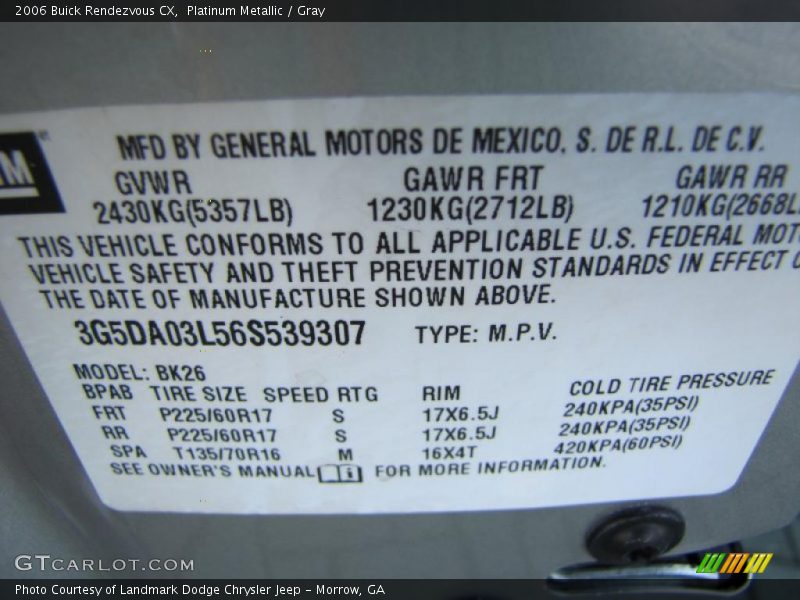 2006 Buick Rendezvous CX,  Platinum Metallic / Gray
GM
MFD BY GENERAL MOTORS DE MEXICO, S. DE R.L. DE C.V.
GVWR GAWR FRT GAWR RR
2430KG(5357LB) 1230KG(2712LB) 1210KG(2668L
THIS VEHICLE CONFORMS TO ALL APPLICABLE U.S. FEDERAL MOT
VEHICLE SAFETY AND THEFT PREVENTION STANDARDS IN EFFECT
THE DATE OF MANUFACTURE SHOWN ABOVE.
3G5DA03L56S539307 TYPE: M.P.V.
MODEL: BK26
BPAB TIRE SIZE SPEED RTG RIM COLD TIRE PRESSURE
FRT P225/60R17 S 17X6.5J 240KPA(35PSI)
RR P225/60R17 S 17X6.5J 240KPA(35PSI)
SPA T135/70R16 M 16X4T 420KPA(60PSI)
SEE OWNER'S MANUAL FOR MORE INFORMATION.
GTCARLOT.COM
Photo Courtesy of Landmark Dodge Chrysler Jeep – Morrow, GA